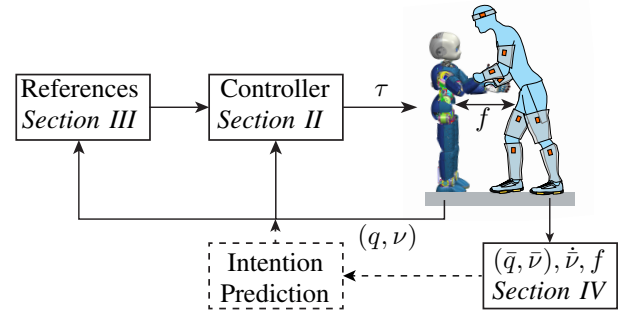 References
Section III
Controller
Section II
τ
f
(q, ν)
Intention
Prediction
(q̄, ν̄), ν̄̇, f
Section IV